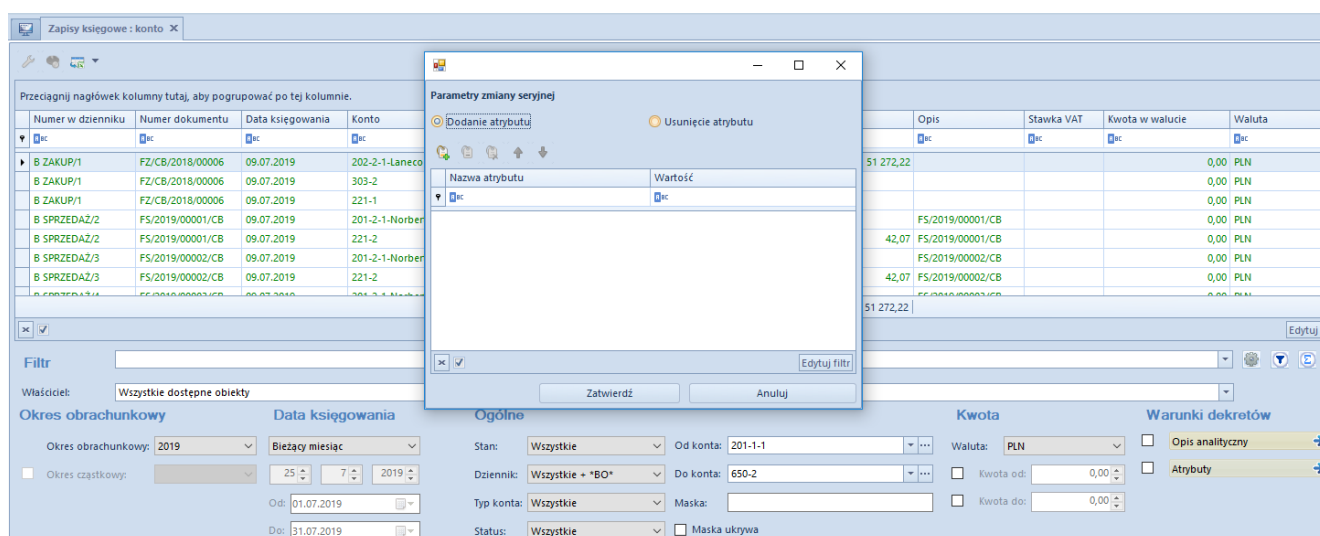 Zapisy księgowe : konto
Przeciągnij nagłówek kolumny tutaj, aby pogrupować po tej kolumnie.
Numer w dzienniku Numer dokumentu Data księgowania Konto Opis Stawka VAT Kwota w walucie Waluta
B ZAKUP/1 FZ/CB/2018/00006 09.07.2019 202-2-1-Laneco 51 272,22 0,00 PLN
B ZAKUP/1 FZ/CB/2018/00006 09.07.2019 303-2 0,00 PLN
B ZAKUP/1 FZ/CB/2018/00006 09.07.2019 221-1 0,00 PLN
B SPRZEDAŻ/2 FS/2019/00001/CB 09.07.2019 201-2-1-Norber FS/2019/00001/CB 0,00 PLN
B SPRZEDAŻ/2 FS/2019/00001/CB 09.07.2019 221-2 42,07 FS/2019/00001/CB 0,00 PLN
B SPRZEDAŻ/3 FS/2019/00002/CB 09.07.2019 201-2-1-Norber FS/2019/00002/CB 0,00 PLN
B SPRZEDAŻ/3 FS/2019/00002/CB 09.07.2019 221-2 42,07 FS/2019/00002/CB 0,00 PLN
51 272,22
Edytuj
Parametry zmiany seryjnej
Dodanie atrybutu Usunięcie atrybutu
Nazwa atrybutu Wartość
Edytuj filtr
Zatwierdź Anuluj
Filtr
Właściciel: Wszystkie dostępne obiekty
Okres obrachunkowy Data księgowania Ogólne Kwota Warunki dekretów
Okres obrachunkowy: 2019 Bieżący miesiąc Stan: Wszystkie Od konta: 201-1-1 Waluta: PLN Opis analityczny
Okres cząstkowy: 25 7 2019 Dziennik: Wszystkie + *BO* Do konta: 650-2 Kwota od: 0,00 Atrybuty
Od: 01.07.2019 Typ konta: Wszystkie Maska: Kwota do: 0,00
Do: 31.07.2019 Status: Wszystkie Maska ukrywa